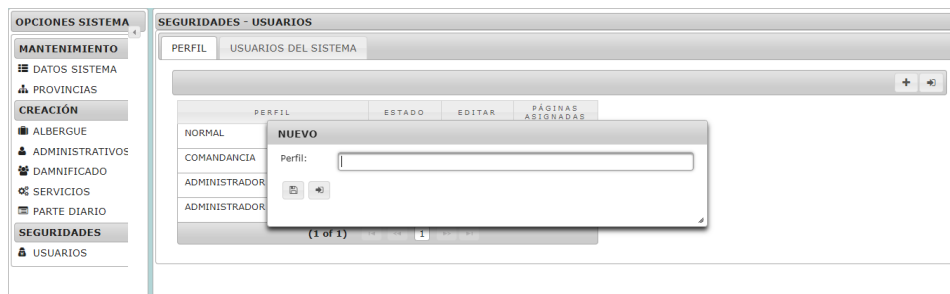 OPCIONES SISTEMA
MANTENIMIENTO
DATOS SISTEMA
PROVINCIAS
CREACIÓN
ALBERGUE
ADMINISTRATIVOS
DAMNIFICADO
SERVICIOS
PARTE DIARIO
SEGURIDADES
USUARIOS
SEGURIDADES - USUARIOS
PERFIL USUARIOS DEL SISTEMA
PERFIL ESTADO EDITAR PÁGINAS
ASIGNADAS
NORMAL
COMANDANCIA
ADMINISTRADOR
ADMINISTRADOR
NUEVO
Perfil:
(1 of 1) 1